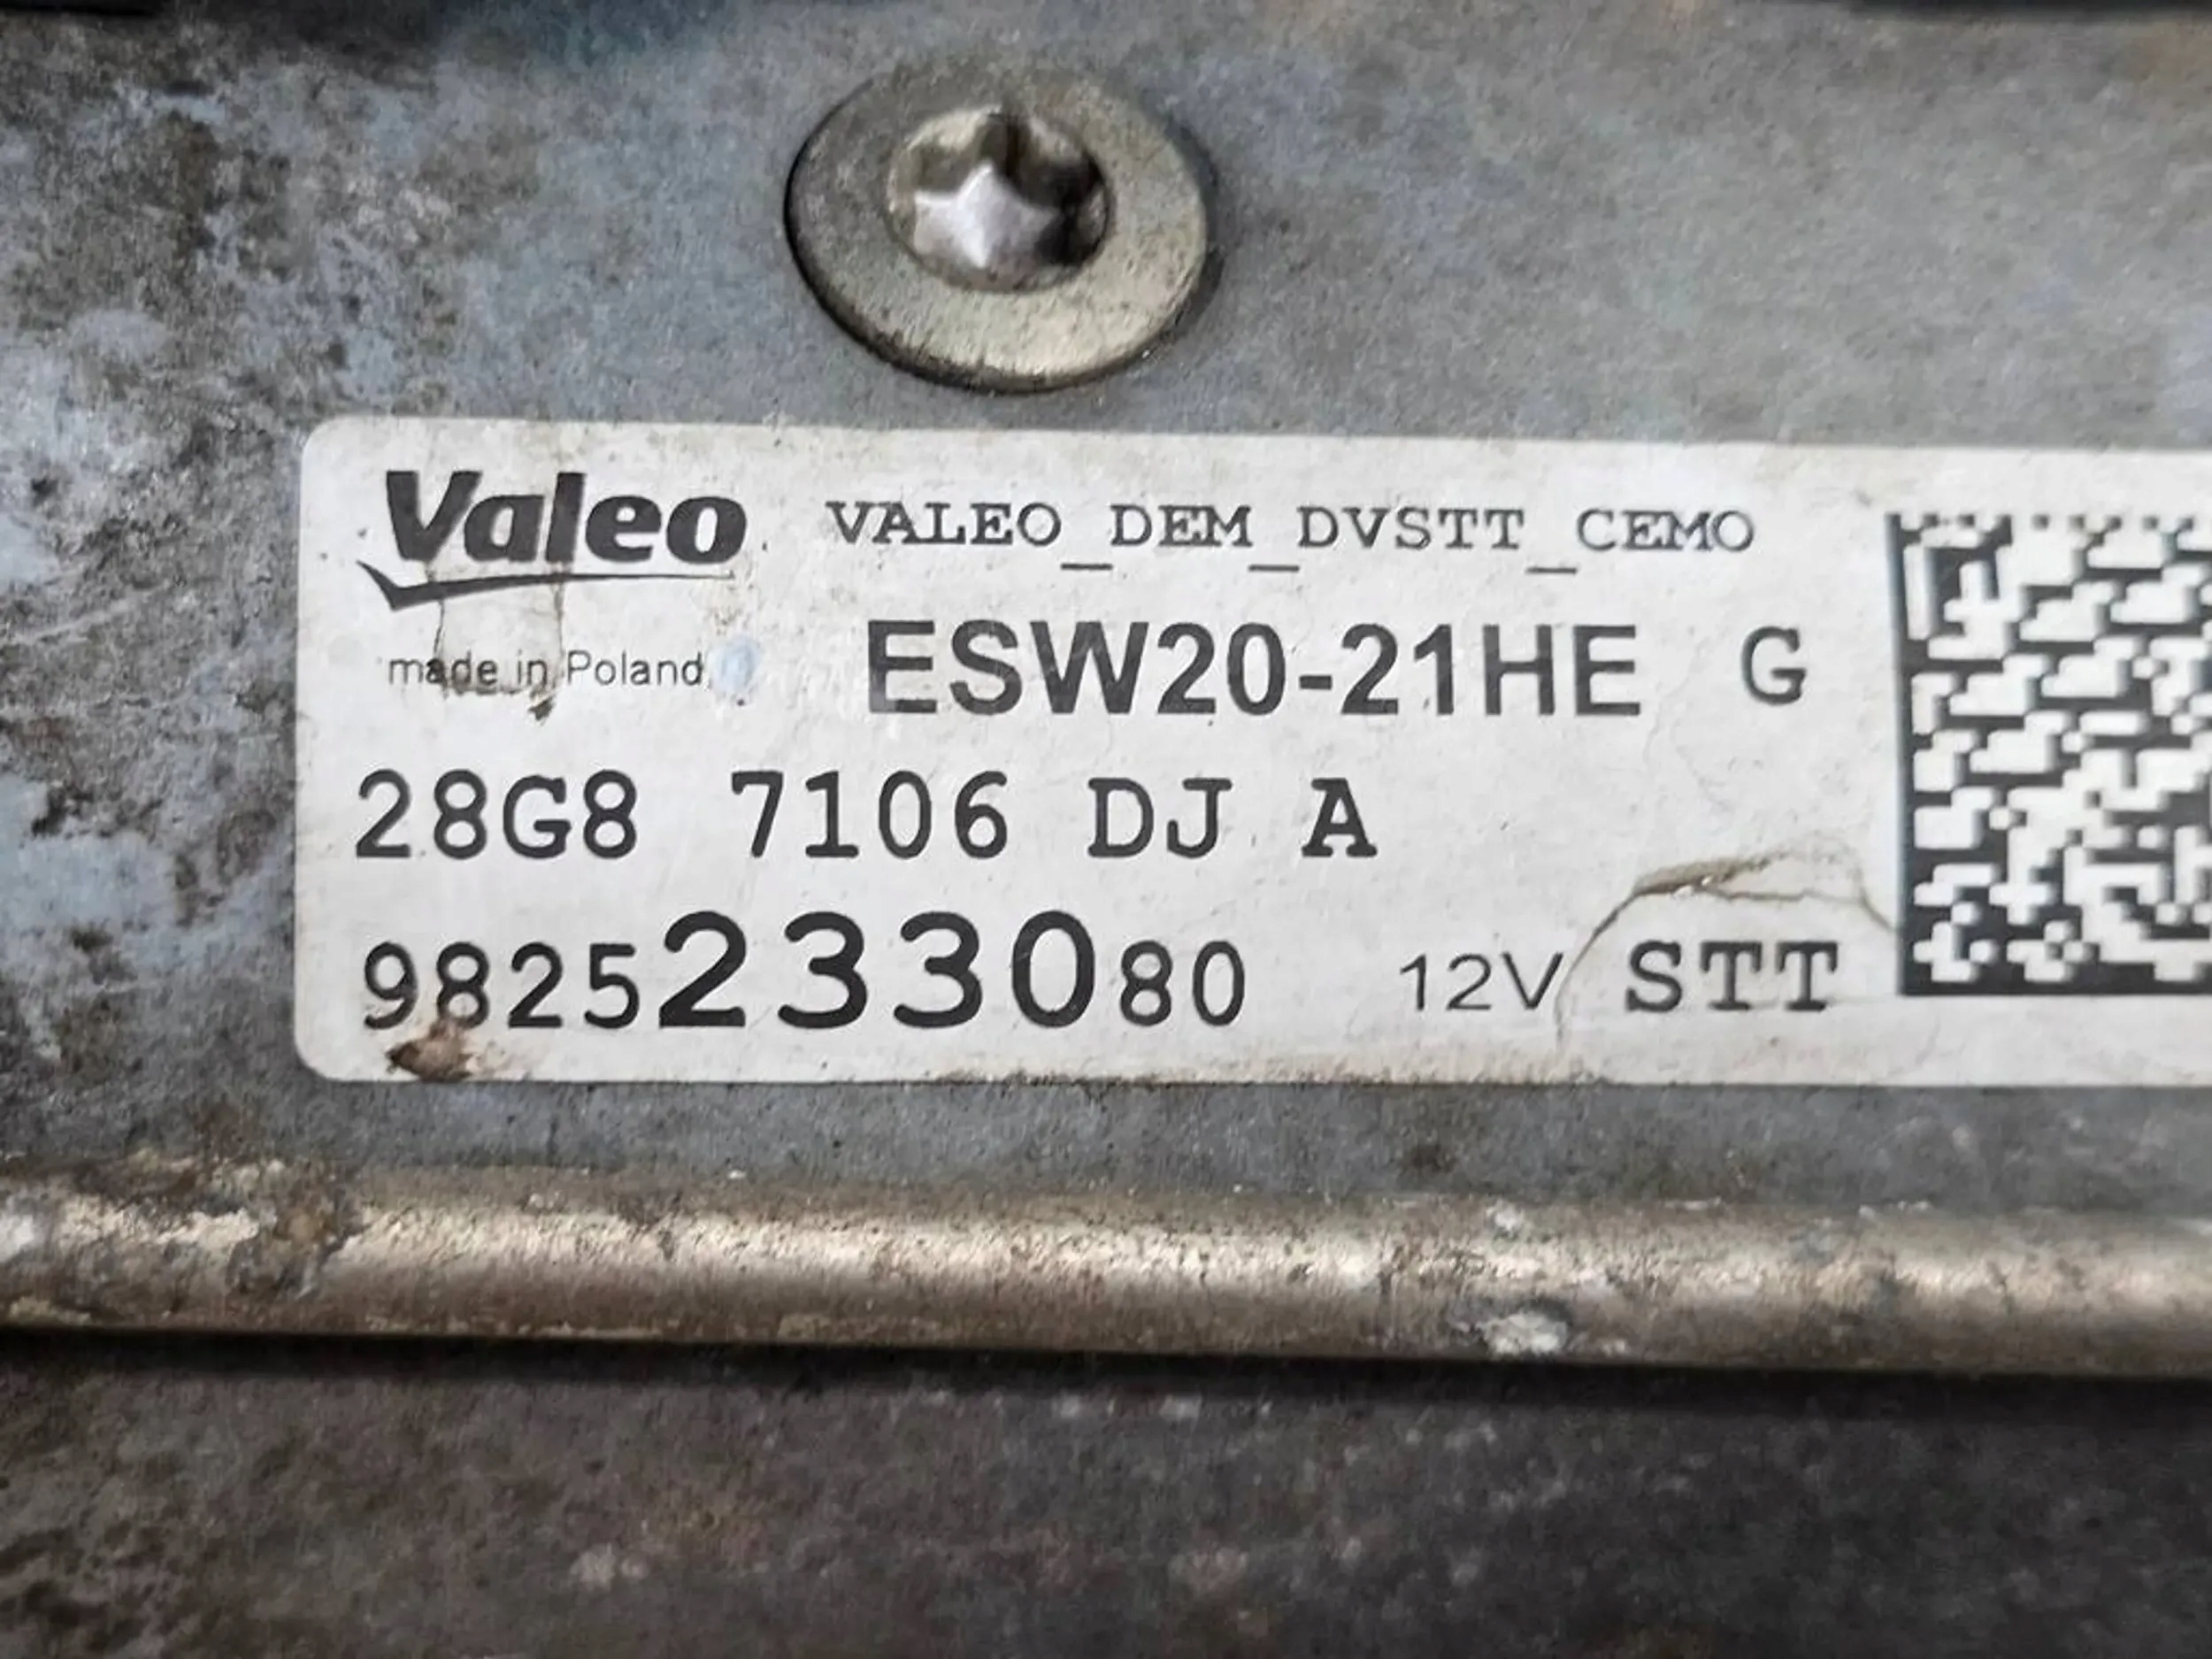 Valeo VALEO_DEM_DVSTT_CEMO
made in Poland ESW20-21HE G
28G8 7106 DJ A
9825233080 12V STT